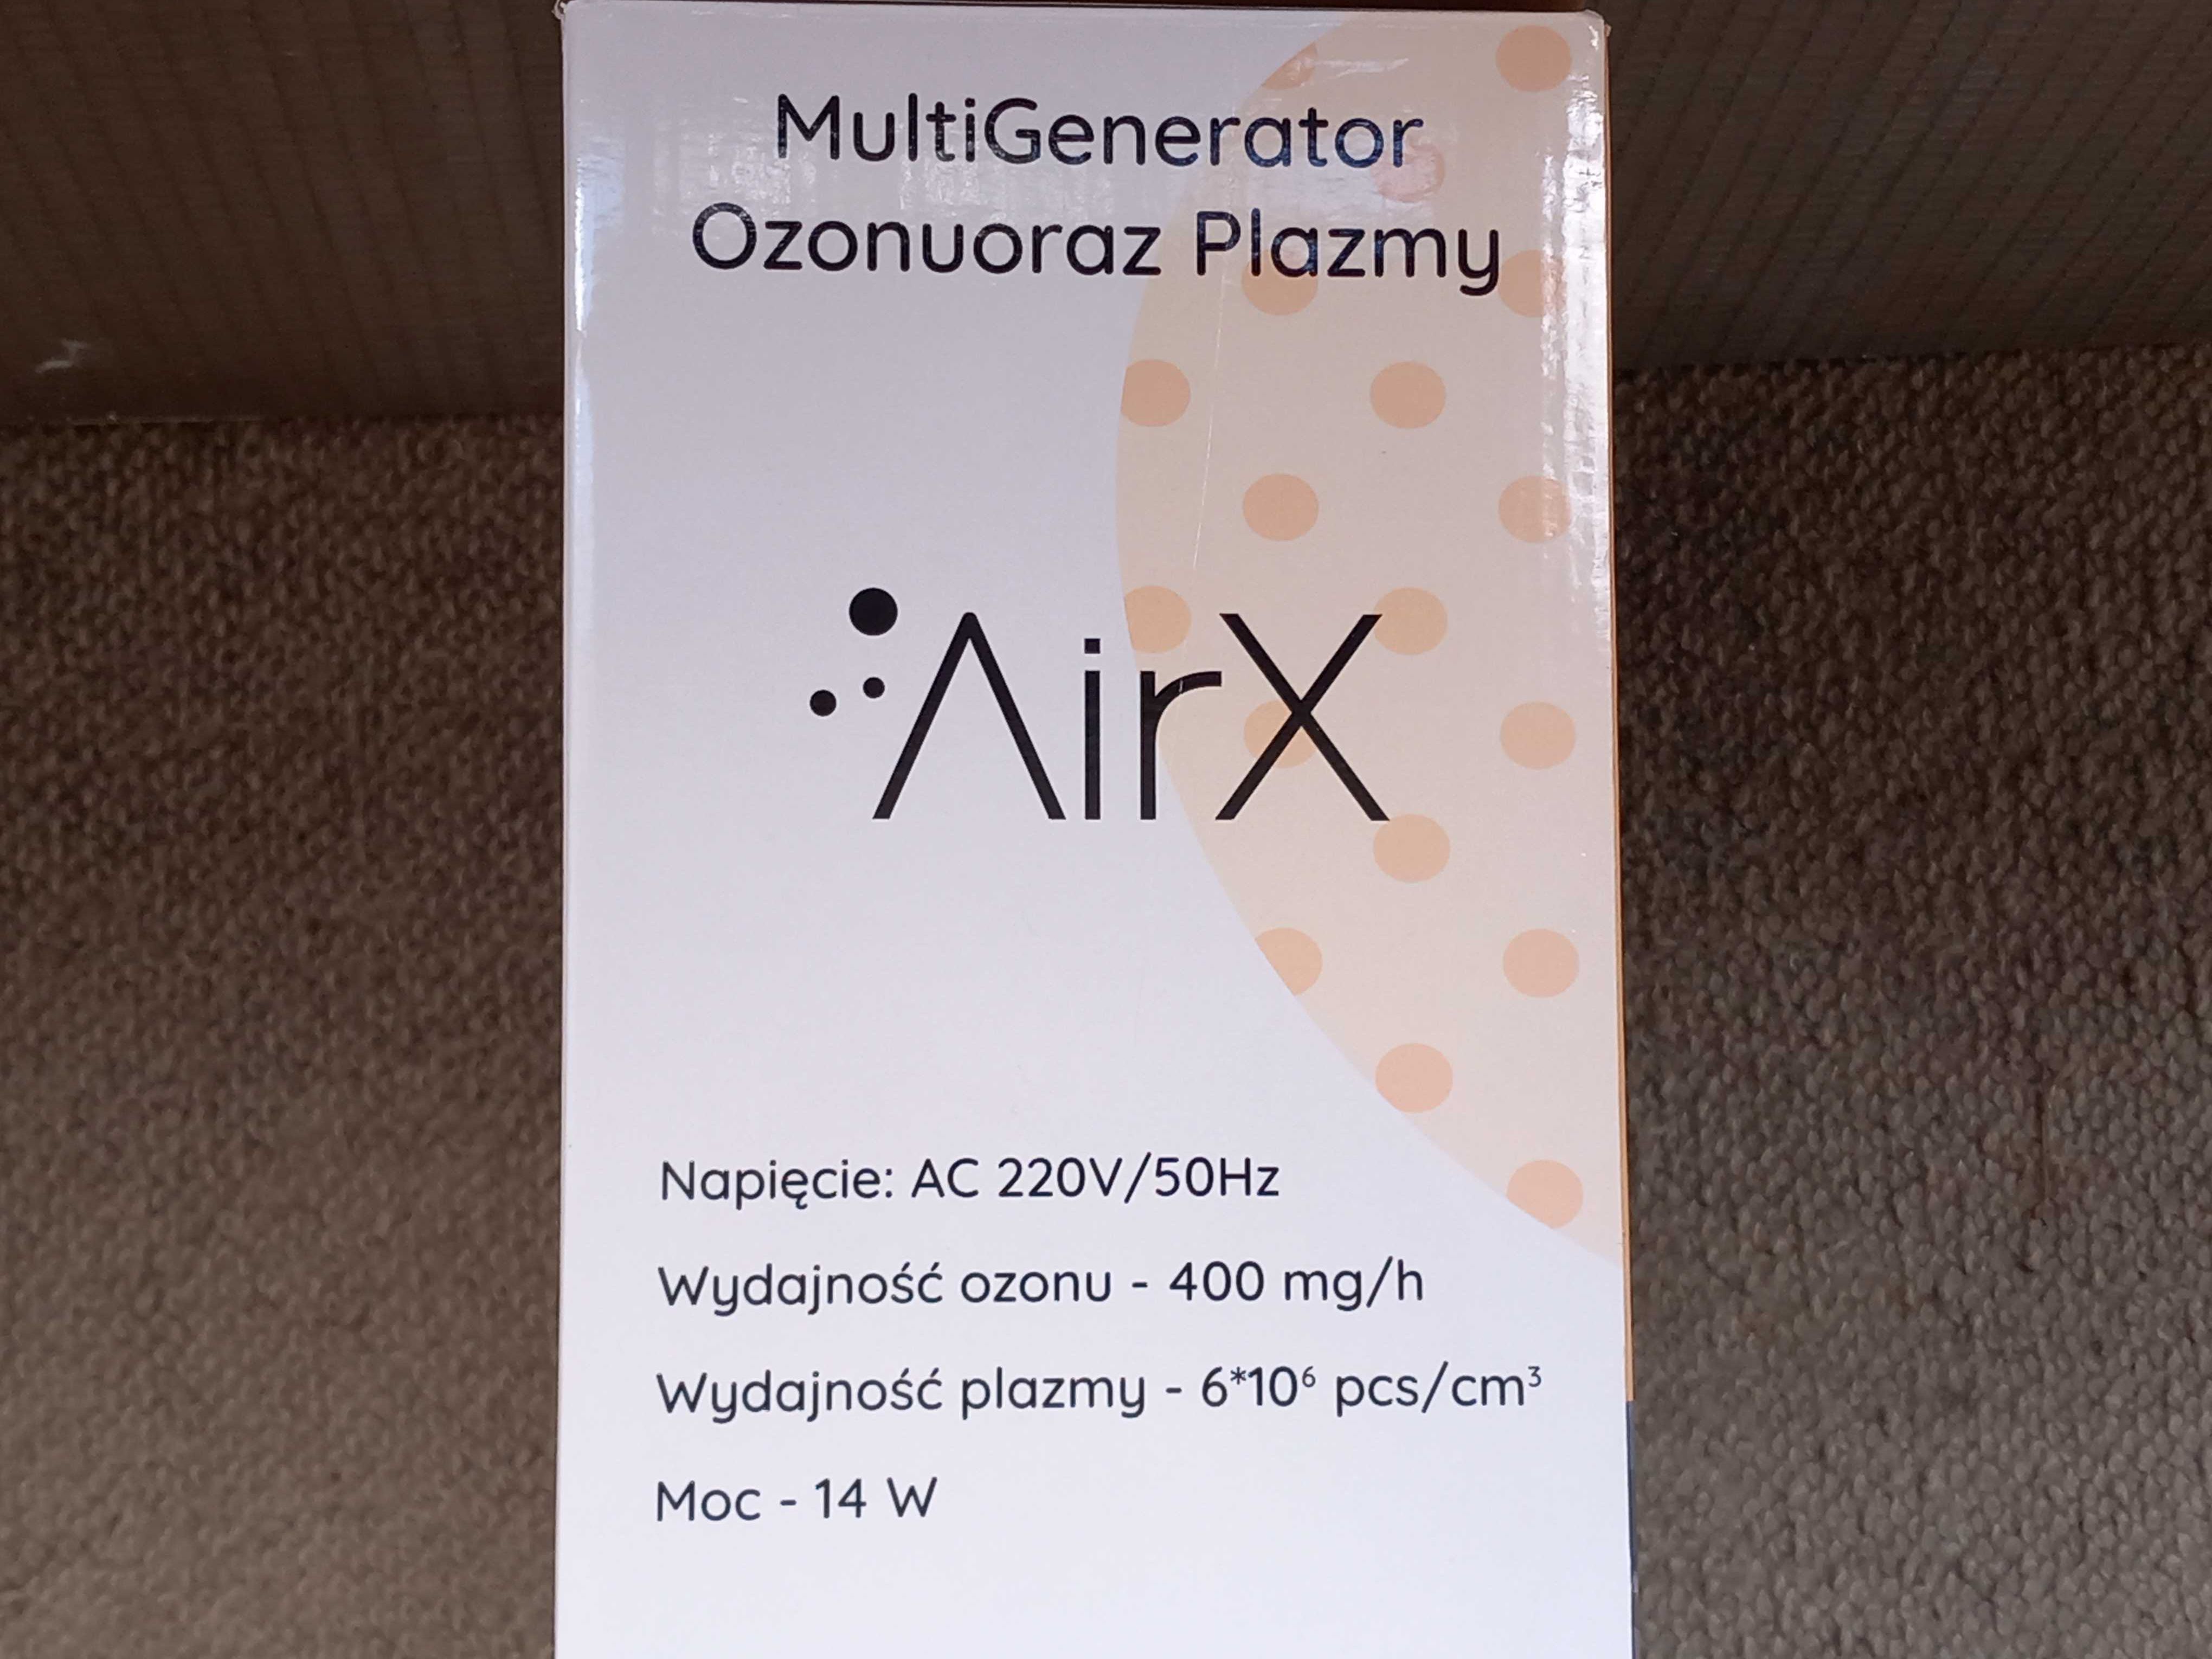 MultiGenerator
Ozonuoraz Plazmy
AirX
Napięcie: AC 220V/50Hz
Wydajność ozonu - 400 mg/h
Wydajność plazmy - 6*10⁶ pcs/cm³
Moc - 14 W